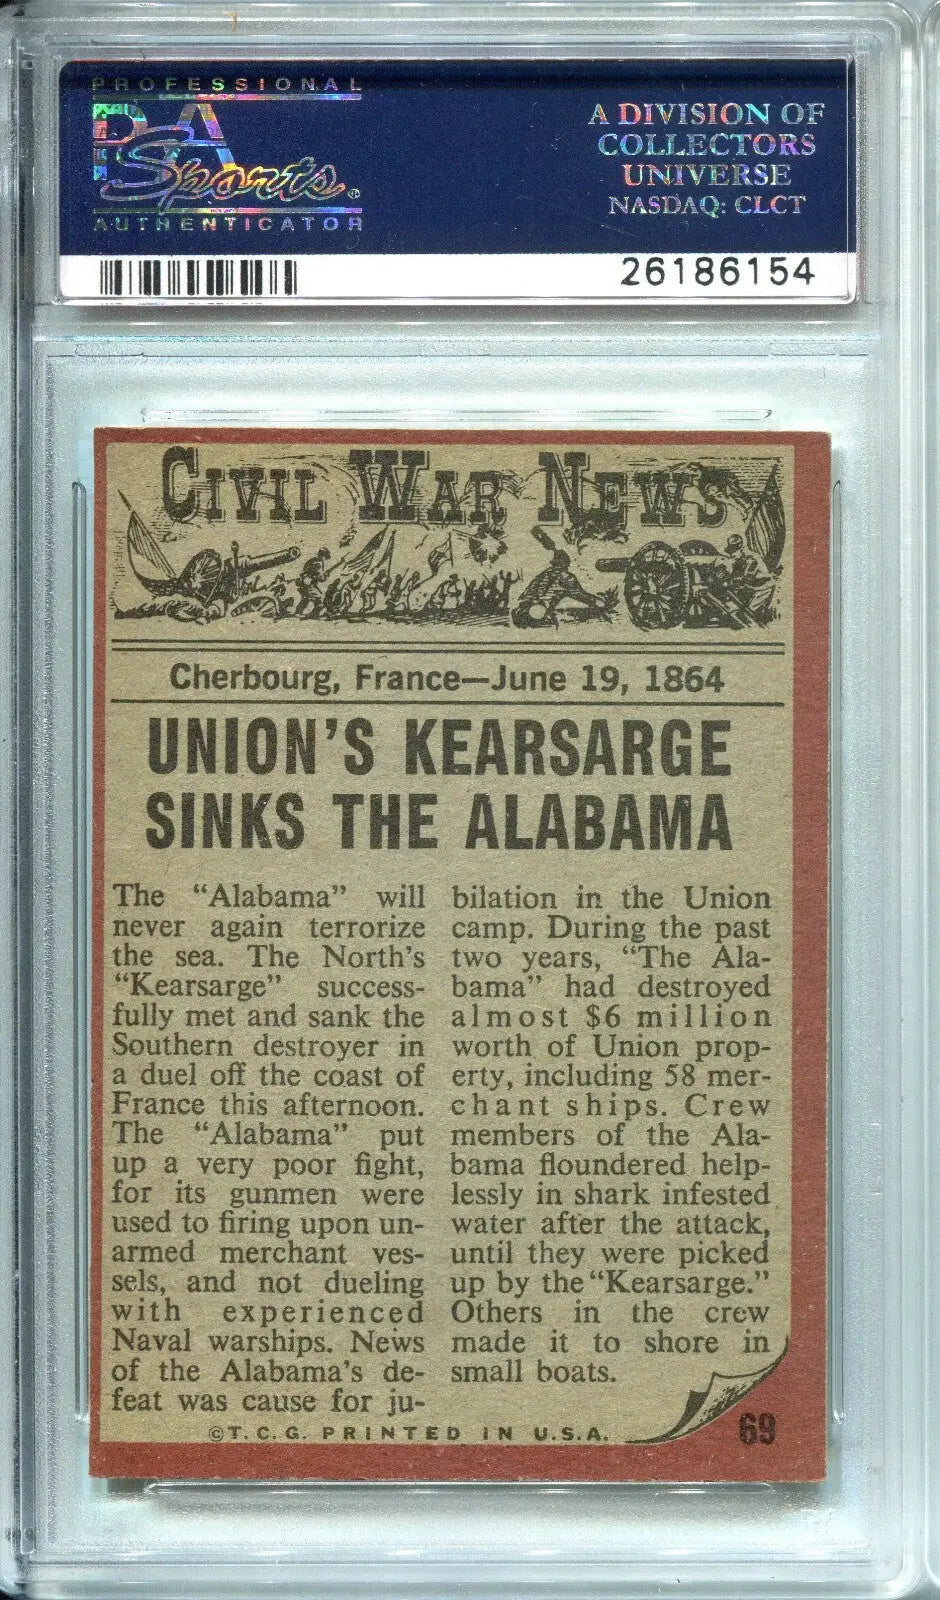 PROFESSIONAL
PSA
Sports®
AUTHENTICATOR
A DIVISION OF
COLLECTORS
UNIVERSE
NASDAQ: CLCT
26186154
CIVIL WAR NEWS
Cherbourg, France—June 19, 1864
UNION'S KEARSARGE
SINKS THE ALABAMA
The “Alabama” will
never again terrorize
the sea. The North's
“Kearsarge” success-
fully met and sank the
Southern destroyer in
a duel off the coast of
France this afternoon.
The “Alabama” put
up a very poor fight,
for its gunmen were
used to firing upon un-
armed merchant ves-
sels, and not dueling
with experienced
Naval warships. News
of the Alabama's de-
feat was cause for ju-
bilation in the Union
camp. During the past
two years, “The Ala-
bama” had destroyed
almost $6 million
worth of Union prop-
erty, including 58 mer-
chant ships. Crew
members of the Ala-
bama floundered help-
lessly in shark infested
water after the attack,
until they were picked
up by the “Kearsarge.”
Others in the crew
made it to shore in
small boats.
©T.C.G. PRINTED IN U.S.A.
69